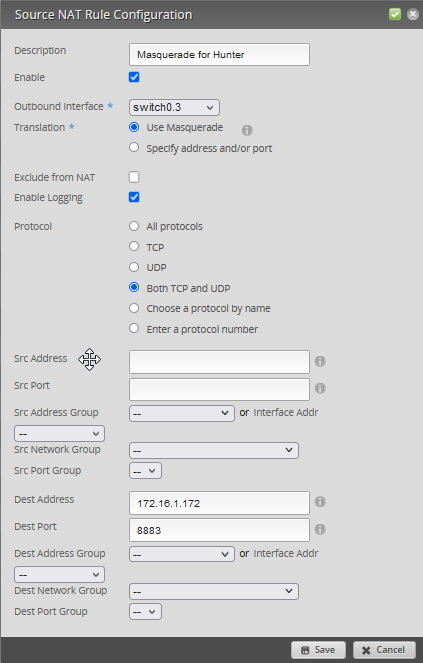 Source NAT Rule Configuration
Description Masquerade for Hunter
Enable
Outbound Interface * switch0.3
Translation * Use Masquerade
Specify address and/or port
Exclude from NAT
Enable Logging
Protocol All protocols
TCP
UDP
Both TCP and UDP
Choose a protocol by name
Enter a protocol number
Src Address
Src Port
Src Address Group -- or Interface Addr
--
Src Network Group --
Src Port Group --
Dest Address 172.16.1.172
Dest Port 8883
Dest Address Group -- or Interface Addr
--
Dest Network Group --
Dest Port Group --
Save Cancel